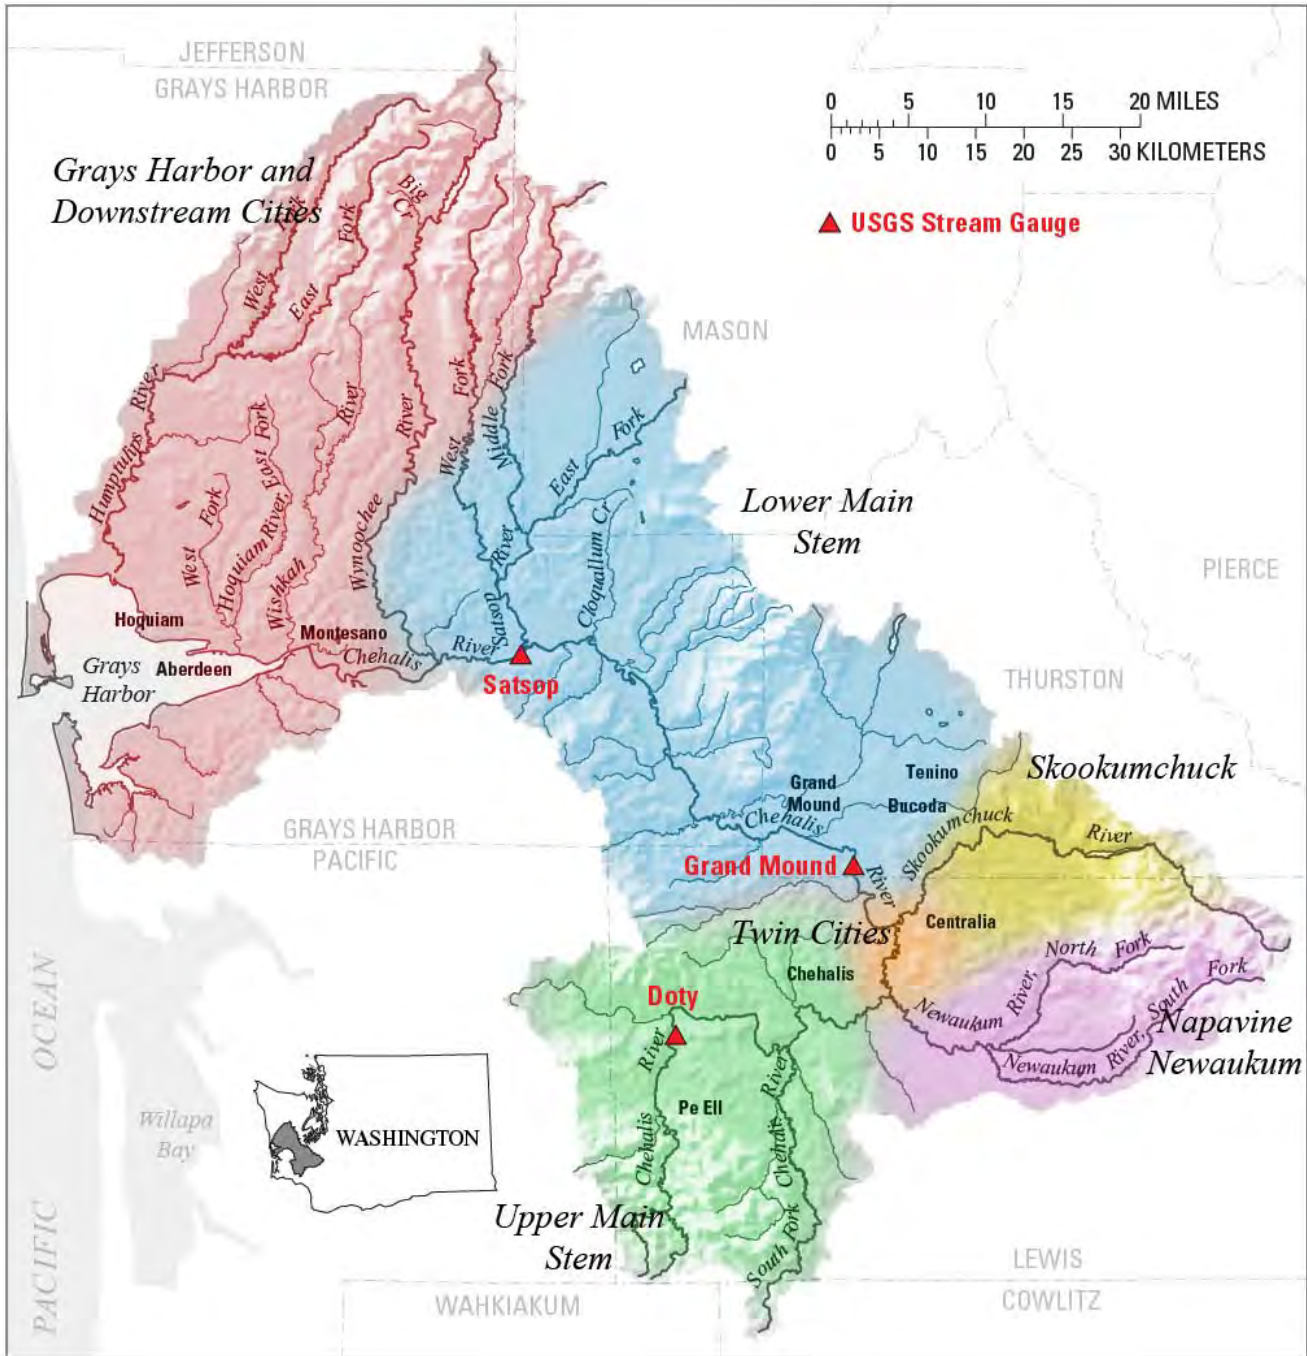 JEFFERSON
GRAYS HARBOR
0 5 10 15 20 MILES
0 5 10 15 20 25 30 KILOMETERS
USGS Stream Gauge
Grays Harbor and
Downstream Cities
West Fork
East Fork
Big
Cr
MASON
Humptulips River
West Fork
Hoquiam River, East Fork
Wishkah River
Wynoochee River
West Fork
Middle Fork
East Fork
Satsop River
Cloquallum Cr
Lower Main
Stem
PIERCE
Hoquiam
Aberdeen
Montesano
Grays
Harbor
Chehalis River
Satsop
THURSTON
Skookumchuck
Tenino
Grand
Mound
Bucoda
Chehalis River
Skookumchuck River
GRAYS HARBOR
PACIFIC
Grand Mound
Centralia
Twin Cities
Chehalis
Newaukum River, North Fork
Newaukum River, South Fork
Napavine
Newaukum
Doty
Chehalis River
Pe Ell
South Fork Chehalis River
Upper Main
Stem
PACIFIC OCEAN
Willapa
Bay
WASHINGTON
LEWIS
COWLITZ
WAHKIAKUM